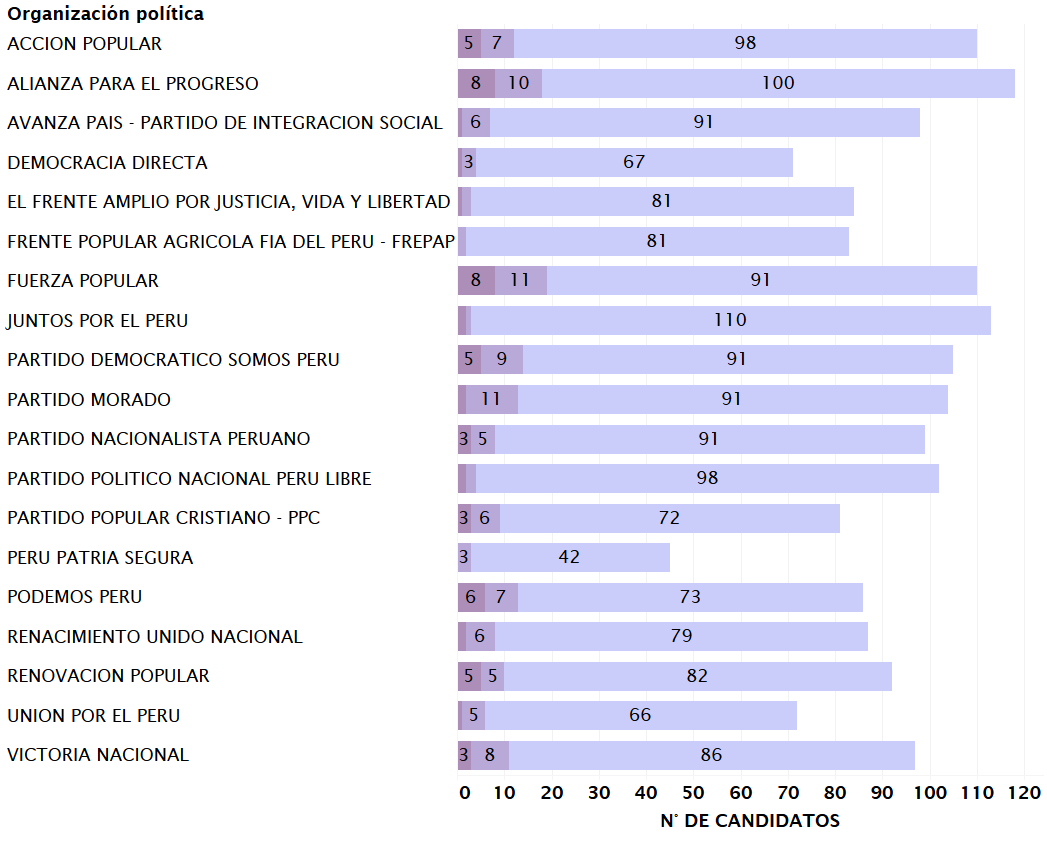 Organización política
ACCION POPULAR 5 7 98
ALIANZA PARA EL PROGRESO 8 10 100
AVANZA PAIS - PARTIDO DE INTEGRACION SOCIAL 6 91
DEMOCRACIA DIRECTA 3 67
EL FRENTE AMPLIO POR JUSTICIA, VIDA Y LIBERTAD 81
FRENTE POPULAR AGRICOLA FIA DEL PERU - FREPAP 81
FUERZA POPULAR 8 11 91
JUNTOS POR EL PERU 110
PARTIDO DEMOCRATICO SOMOS PERU 5 9 91
PARTIDO MORADO 11 91
PARTIDO NACIONALISTA PERUANO 3 5 91
PARTIDO POLITICO NACIONAL PERU LIBRE 98
PARTIDO POPULAR CRISTIANO - PPC 3 6 72
PERU PATRIA SEGURA 3 42
PODEMOS PERU 6 7 73
RENACIMIENTO UNIDO NACIONAL 6 79
RENOVACION POPULAR 5 5 82
UNION POR EL PERU 5 66
VICTORIA NACIONAL 3 8 86
0 10 20 30 40 50 60 70 80 90 100 110 120
N° DE CANDIDATOS